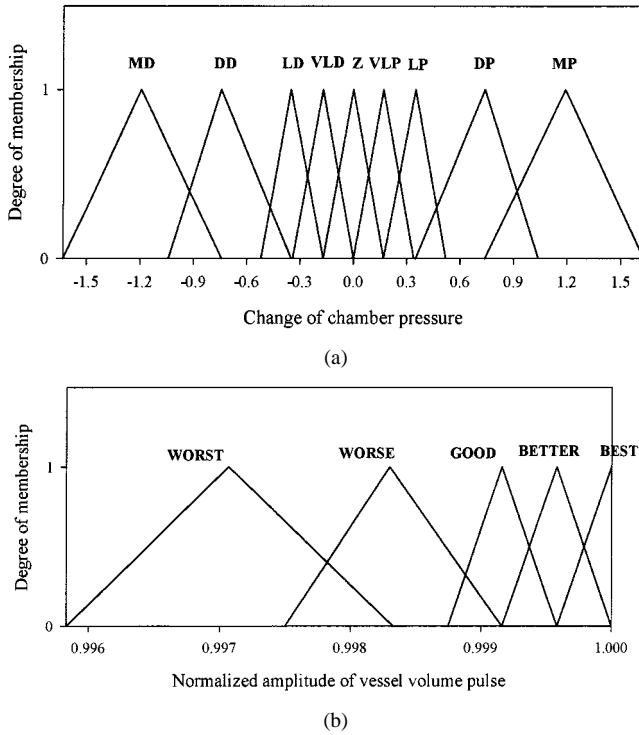 MD DD LD VLD Z VLP LP DP MP
Degree of membership
1
0
-1.5 -1.2 -0.9 -0.6 -0.3 0.0 0.3 0.6 0.9 1.2 1.5
Change of chamber pressure
(a)
WORST WORSE GOOD BETTER BEST
Degree of membership
1
0
0.996 0.997 0.998 0.999 1.000
Normalized amplitude of vessel volume pulse
(b)